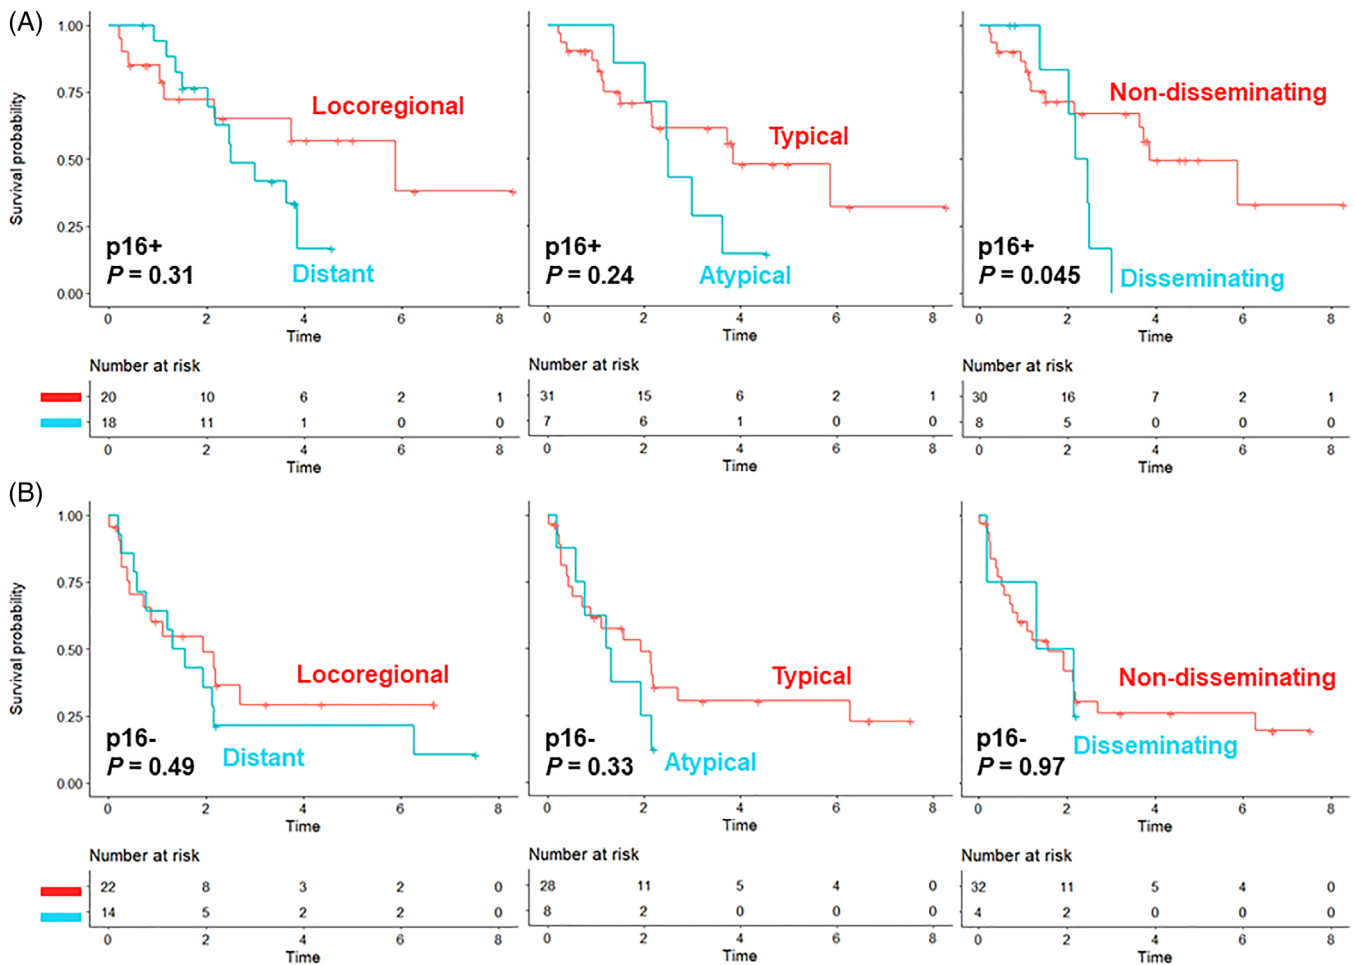 (A)
Survival probability
1.00
0.75
0.50
0.25
0.00
Locoregional
p16+
P = 0.31
Distant
0 2 4 6 8
Time
Typical
p16+
P = 0.24
Atypical
0 2 4 6 8
Time
Non-disseminating
p16+
P = 0.045
Disseminating
0 2 4 6 8
Time
Number at risk
20 10 6 2 1
18 11 1 0 0
0 2 4 6 8
Time
Number at risk
31 15 6 2 1
7 6 1 0 0
0 2 4 6 8
Time
Number at risk
30 16 7 2 1
8 5 0 0 0
0 2 4 6 8
Time
(B)
Survival probability
1.00
0.75
0.50
0.25
0.00
Locoregional
p16-
P = 0.49
Distant
0 2 4 6 8
Time
Typical
p16-
P = 0.33
Atypical
0 2 4 6 8
Time
Non-disseminating
p16-
P = 0.97
Disseminating
0 2 4 6 8
Time
Number at risk
22 8 3 2 0
14 5 2 2 0
0 2 4 6 8
Time
Number at risk
28 11 5 4 0
8 2 0 0 0
0 2 4 6 8
Time
Number at risk
32 11 5 4 0
4 2 0 0 0
0 2 4 6 8
Time